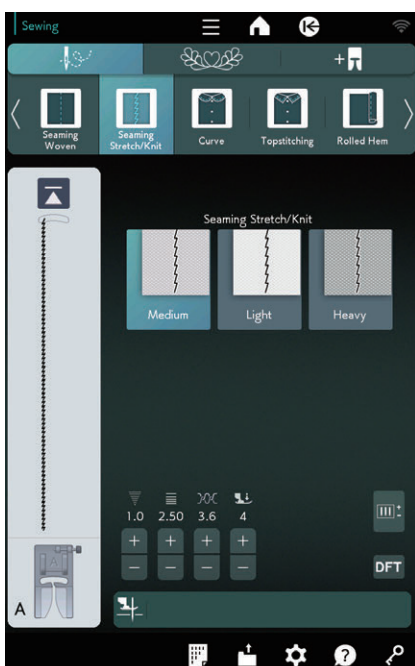 Sewing
Seaming
Woven
Seaming
Stretch/Knit
Curve
Topstitching
Rolled Hem
Seaming Stretch/Knit
Medium
Light
Heavy
1.0 2.50 3.6 4
+ + + +
− − − −
DFT
A
A
?